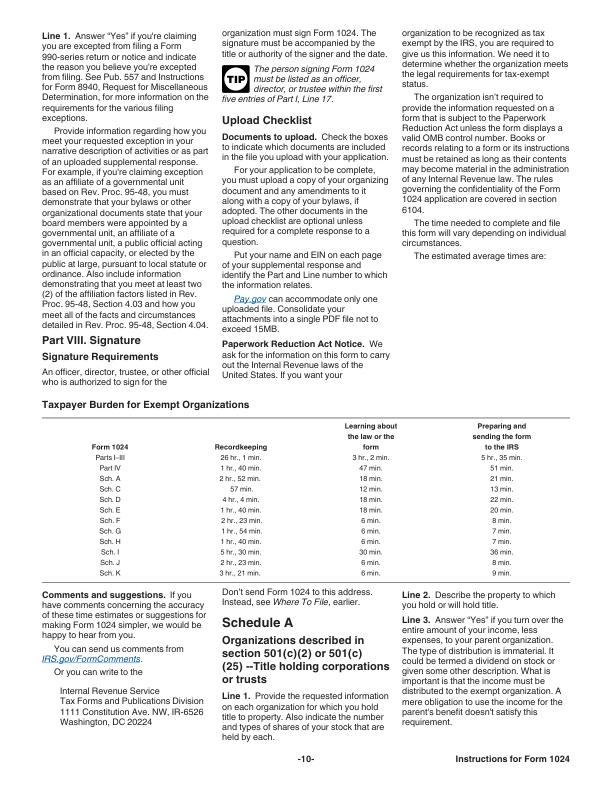 Line 1. Answer “Yes” if you're claiming
you are excepted from filing a Form
990-series return or notice and indicate
the reason you believe you're excepted
from filing. See Pub. 557 and Instructions
for Form 8940, Request for Miscellaneous
Determination, for more information on the
requirements for the various filing
exceptions.
Provide information regarding how you
meet your requested exception in your
narrative description of activities or as part
of an uploaded supplemental response.
For example, if you're claiming exception
as an affiliate of a governmental unit
based on Rev. Proc. 95-48, you must
demonstrate that your bylaws or other
organizational documents state that your
board members were appointed by a
governmental unit, an affiliate of a
governmental unit, a public official acting
in an official capacity, or elected by the
public at large, pursuant to local statute or
ordinance. Also include information
demonstrating that you meet at least two
(2) of the affiliation factors listed in Rev.
Proc. 95-48, Section 4.03 and how you
meet all of the facts and circumstances
detailed in Rev. Proc. 95-48, Section 4.04.
Part VIII. Signature
Signature Requirements
An officer, director, trustee, or other official
who is authorized to sign for the
organization must sign Form 1024. The
signature must be accompanied by the
title or authority of the signer and the date.
TIP
The person signing Form 1024
must be listed as an officer,
director, or trustee within the first
five entries of Part I, Line 17.
Upload Checklist
Documents to upload. Check the boxes
to indicate which documents are included
in the file you upload with your application.
For your application to be complete,
you must upload a copy of your organizing
document and any amendments to it
along with a copy of your bylaws, if
adopted. The other documents in the
upload checklist are optional unless
required for a complete response to a
question.
Put your name and EIN on each page
of your supplemental response and
identify the Part and Line number to which
the information relates.
Pay.gov can accommodate only one
uploaded file. Consolidate your
attachments into a single PDF file not to
exceed 15MB.
Paperwork Reduction Act Notice. We
ask for the information on this form to carry
out the Internal Revenue laws of the
United States. If you want your
organization to be recognized as tax
exempt by the IRS, you are required to
give us this information. We need it to
determine whether the organization meets
the legal requirements for tax-exempt
status.
The organization isn't required to
provide the information requested on a
form that is subject to the Paperwork
Reduction Act unless the form displays a
valid OMB control number. Books or
records relating to a form or its instructions
must be retained as long as their contents
may become material in the administration
of any Internal Revenue law. The rules
governing the confidentiality of the Form
1024 application are covered in section
6104.
The time needed to complete and file
this form will vary depending on individual
circumstances.
The estimated average times are:
Taxpayer Burden for Exempt Organizations
Form 1024 Recordkeeping Learning about the law or the form Preparing and sending the form to the IRS
Parts I–III 26 hr., 1 min. 3 hr., 2 min. 5 hr., 35 min.
Part IV 1 hr., 40 min. 47 min. 51 min.
Sch. A 2 hr., 52 min. 18 min. 21 min.
Sch. C 57 min. 12 min. 13 min.
Sch. D 4 hr., 4 min. 18 min. 22 min.
Sch. E 1 hr., 40 min. 18 min. 20 min.
Sch. F 2 hr., 23 min. 6 min. 8 min.
Sch. G 1 hr., 54 min. 6 min. 7 min.
Sch. H 1 hr., 40 min. 6 min. 7 min.
Sch. I 5 hr., 30 min. 30 min. 36 min.
Sch. J 2 hr., 23 min. 6 min. 8 min.
Sch. K 3 hr., 21 min. 6 min. 9 min.
Comments and suggestions. If you
have comments concerning the accuracy
of these time estimates or suggestions for
making Form 1024 simpler, we would be
happy to hear from you.
You can send us comments from
IRS.gov/FormComments.
Or you can write to the
Internal Revenue Service
Tax Forms and Publications Division
1111 Constitution Ave. NW, IR-6526
Washington, DC 20224
Don't send Form 1024 to this address.
Instead, see Where To File, earlier.
Schedule A
Organizations described in
section 501(c)(2) or 501(c)
(25) --Title holding corporations
or trusts
Line 1. Provide the requested information
on each organization for which you hold
title to property. Also indicate the number
and types of shares of your stock that are
held by each.
Line 2. Describe the property to which
you hold or will hold title.
Line 3. Answer “Yes” if you turn over the
entire amount of your income, less
expenses, to your parent organization.
The type of distribution is immaterial. It
could be termed a dividend on stock or
given some other description. What is
important is that the income must be
distributed to the exempt organization. A
mere obligation to use the income for the
parent's benefit doesn't satisfy this
requirement.
-10-
Instructions for Form 1024